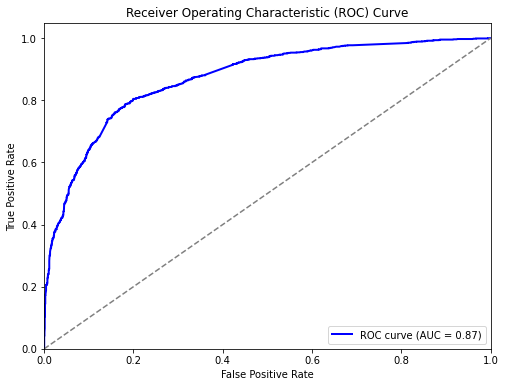 Receiver Operating Characteristic (ROC) Curve
1.0
0.8
0.6
0.4
0.2
0.0
True Positive Rate
ROC curve (AUC = 0.87)
0.0 0.2 0.4 0.6 0.8 1.0
False Positive Rate